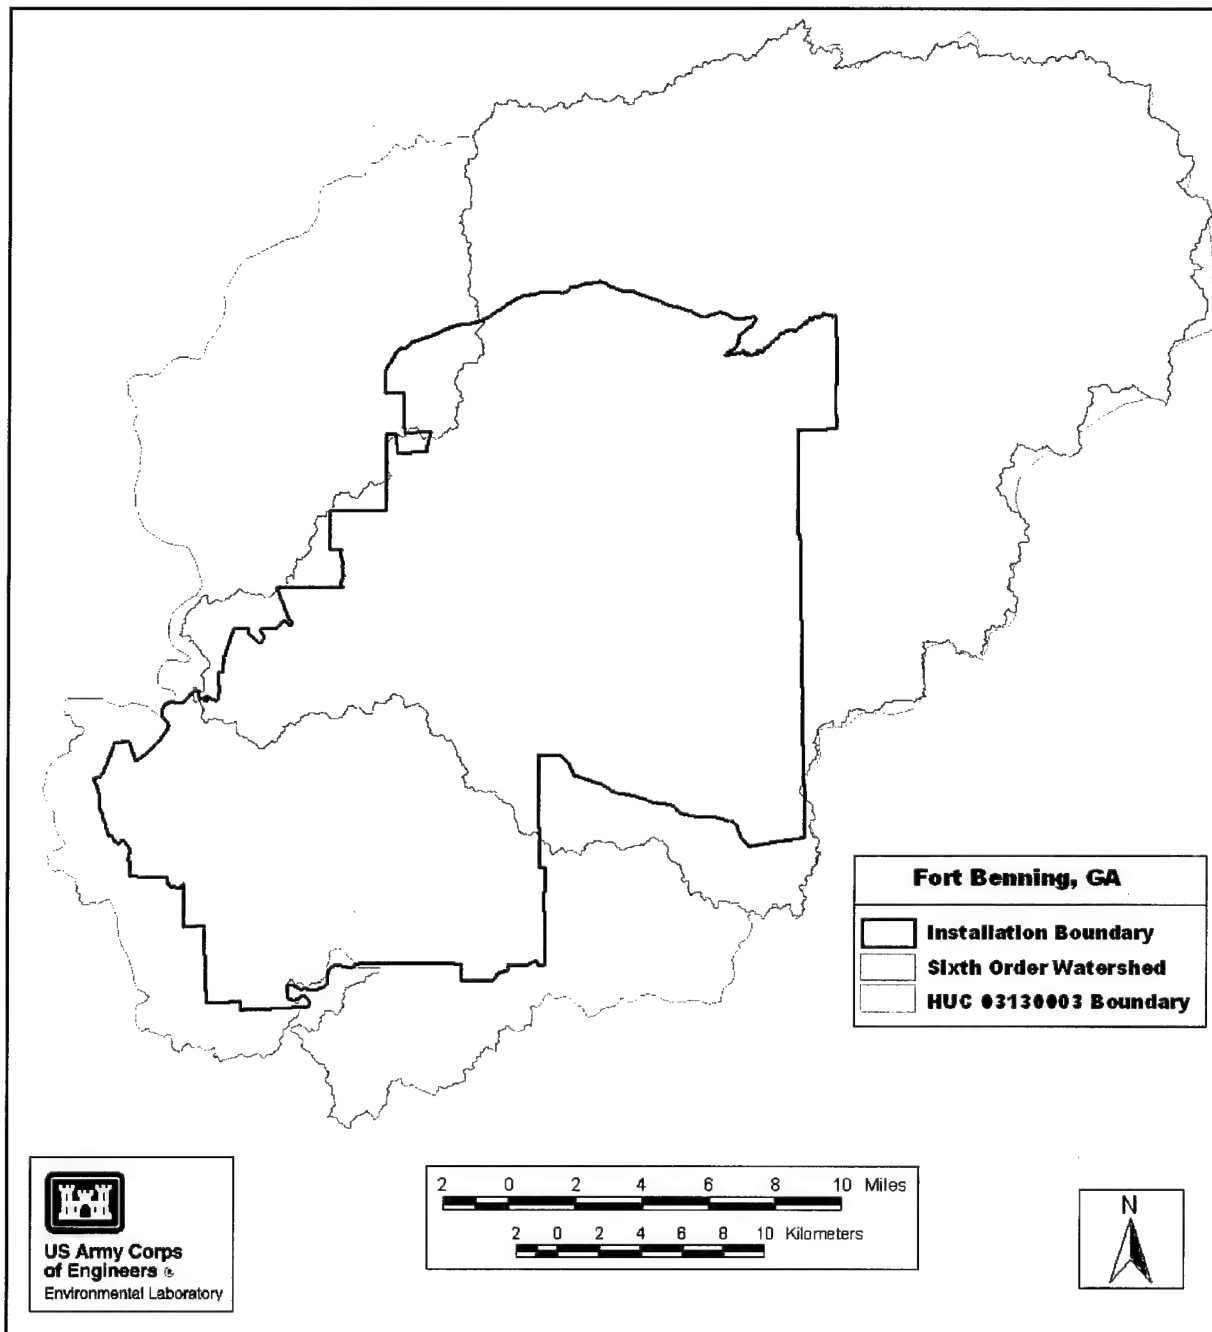 Fort Benning, GA
Installation Boundary
Sixth Order Watershed
HUC 03130003 Boundary
US Army Corps
of Engineers ®
Environmental Laboratory
2 0 2 4 6 8 10 Miles
2 0 2 4 6 8 10 Kilometers
N